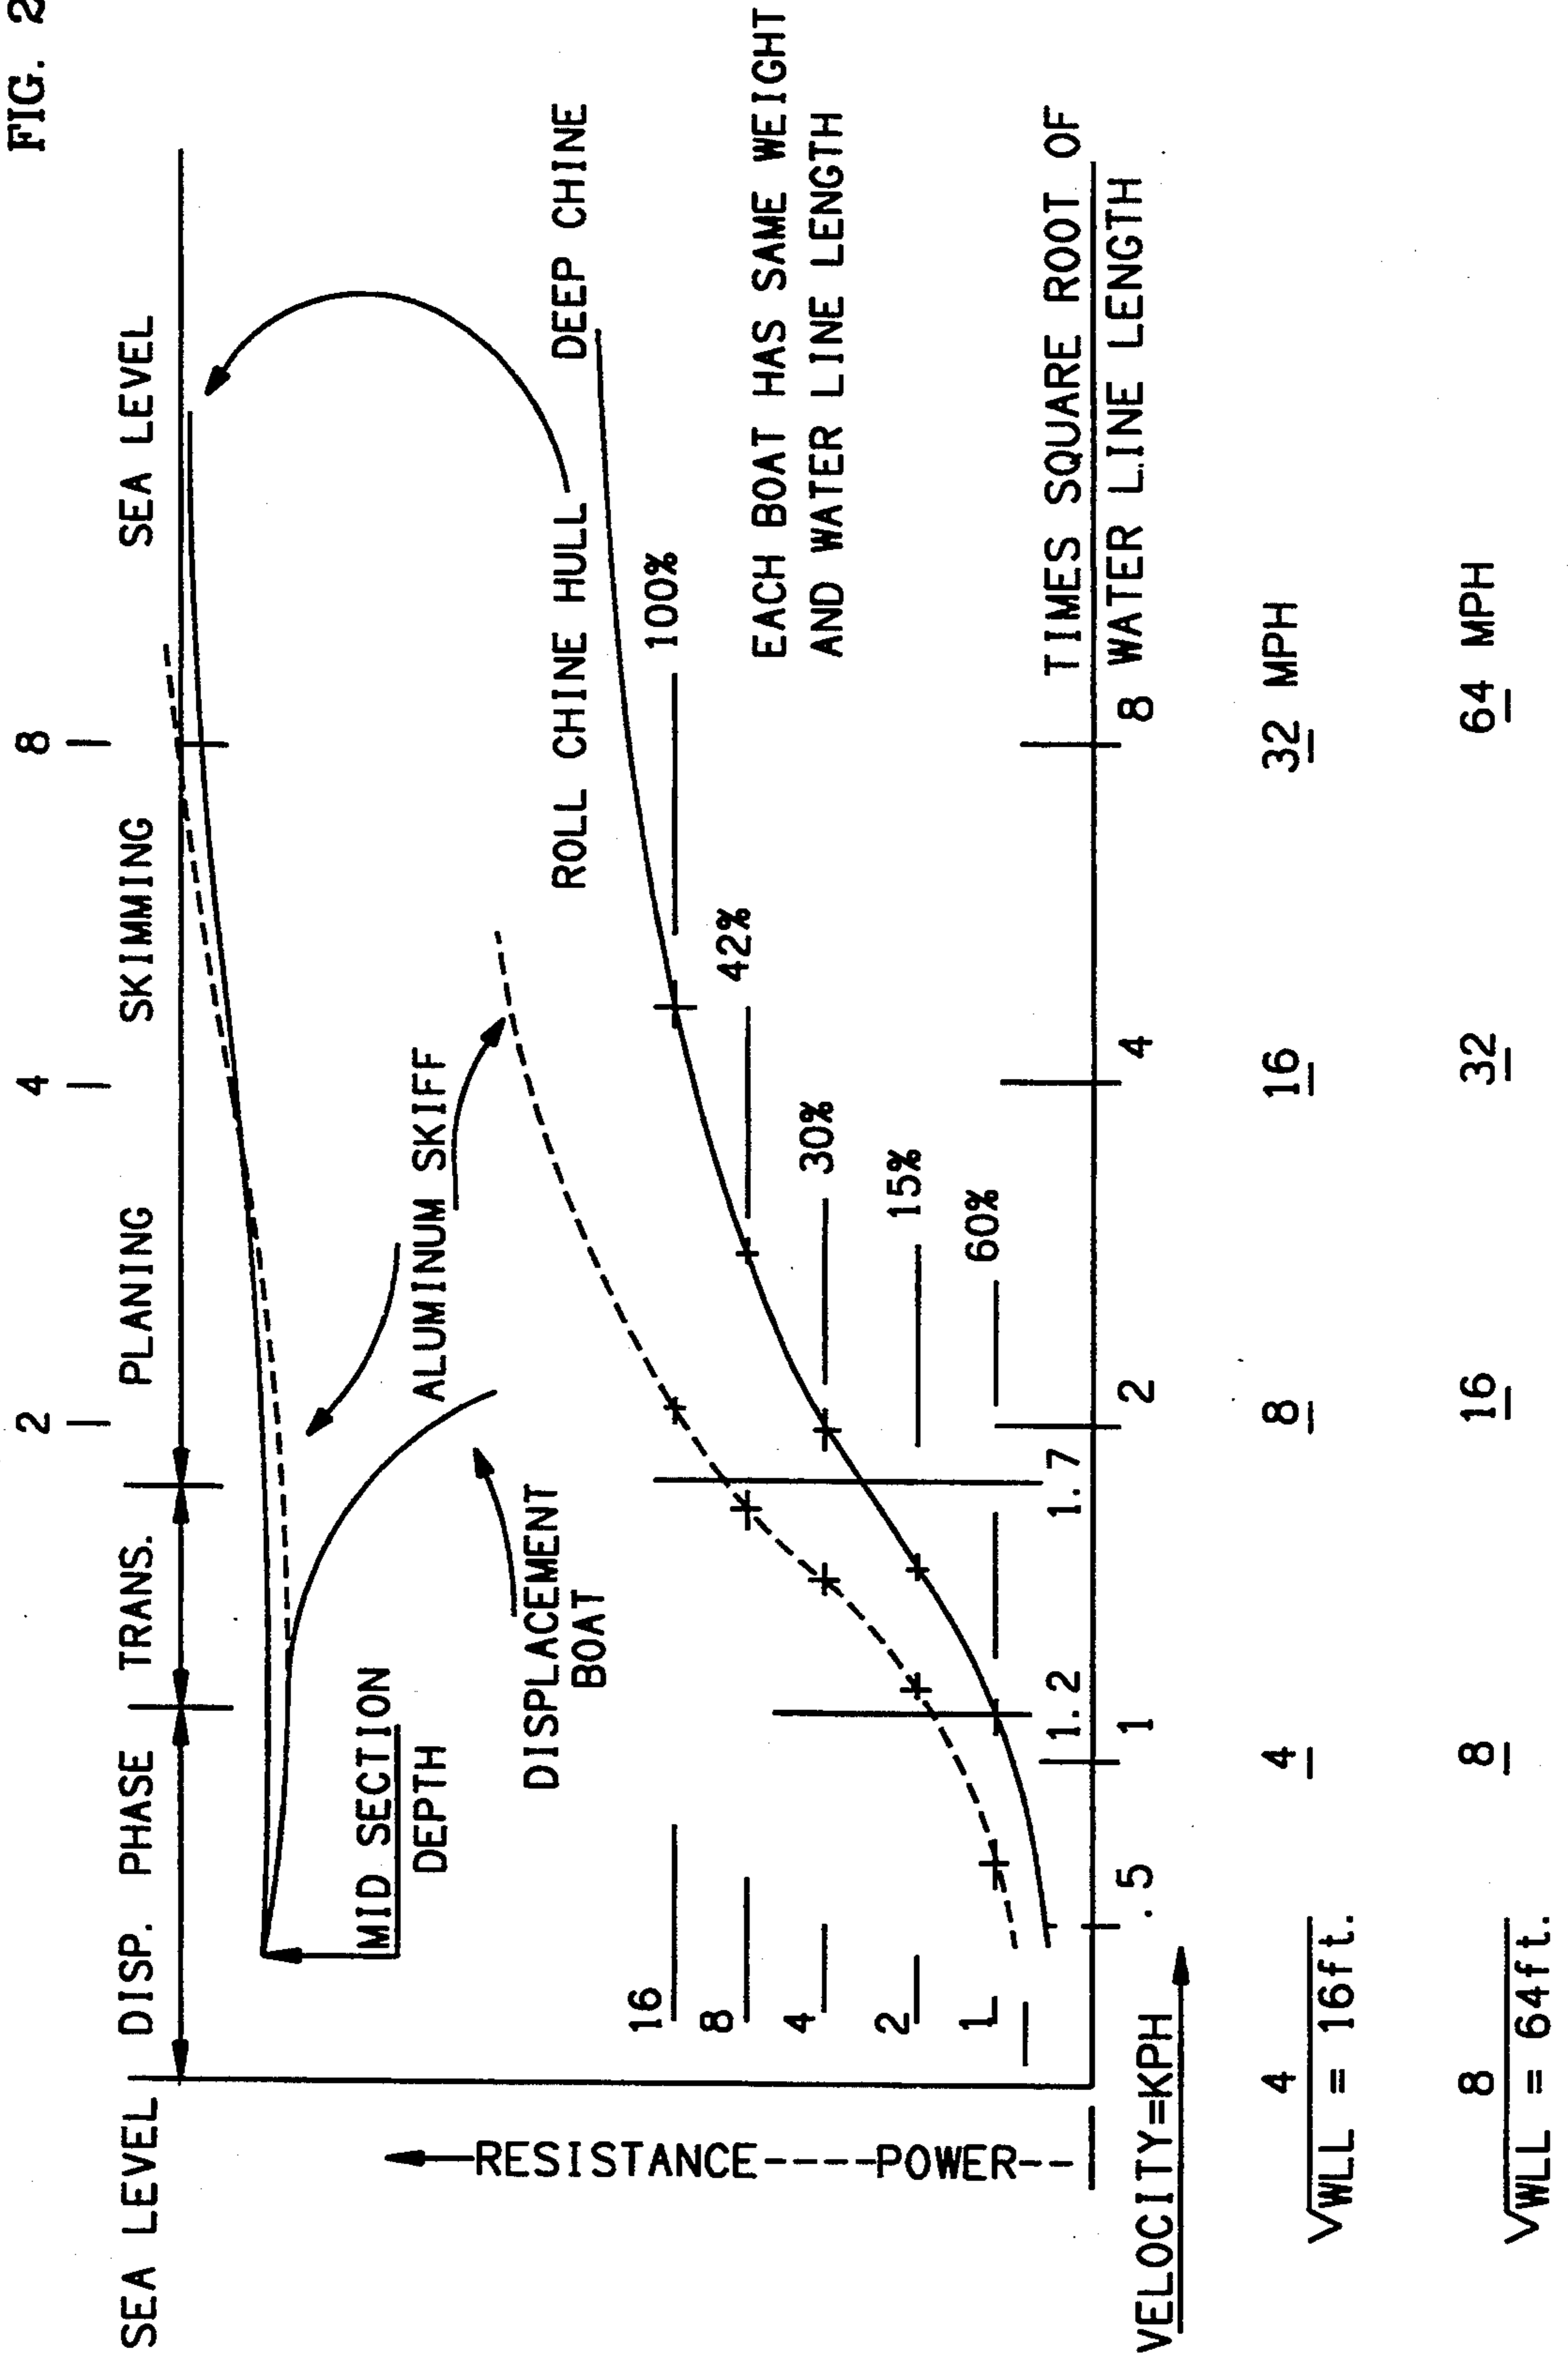 FIG. 2
2 4 8
SEA LEVEL DISP. PHASE TRANS. PLANING SKIMMING SEA LEVEL
MID SECTION
DEPTH
ALUMINUM SKIFF
DISPLACEMENT
BOAT
ROLL CHINE HULL DEEP CHINE
RESISTANCE----POWER--
16
100%
8
42%
4
30%
2
15%
1
60%
EACH BOAT HAS SAME WEIGHT
AND WATER LINE LENGTH
1.2 1.7
TIMES SQUARE ROOT OF
WATER LINE LENGTH
VELOCITY=KPH .5 1 2 4 8
4 4 8 16 32 MPH
√WLL = 16ft.
8 8 16 32 64 MPH
√WLL = 64ft.